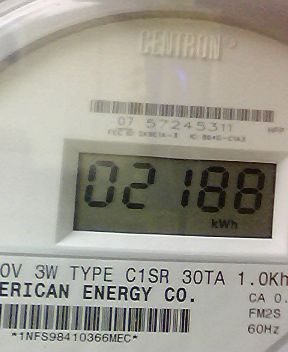 CENTRON®
07 57245311
02188
kWh
0V 3W TYPE C1SR 30TA 1.0Kh
ERICAN ENERGY CO.
CA 0.
FM2S
60Hz
*1NFS98410366MEC*